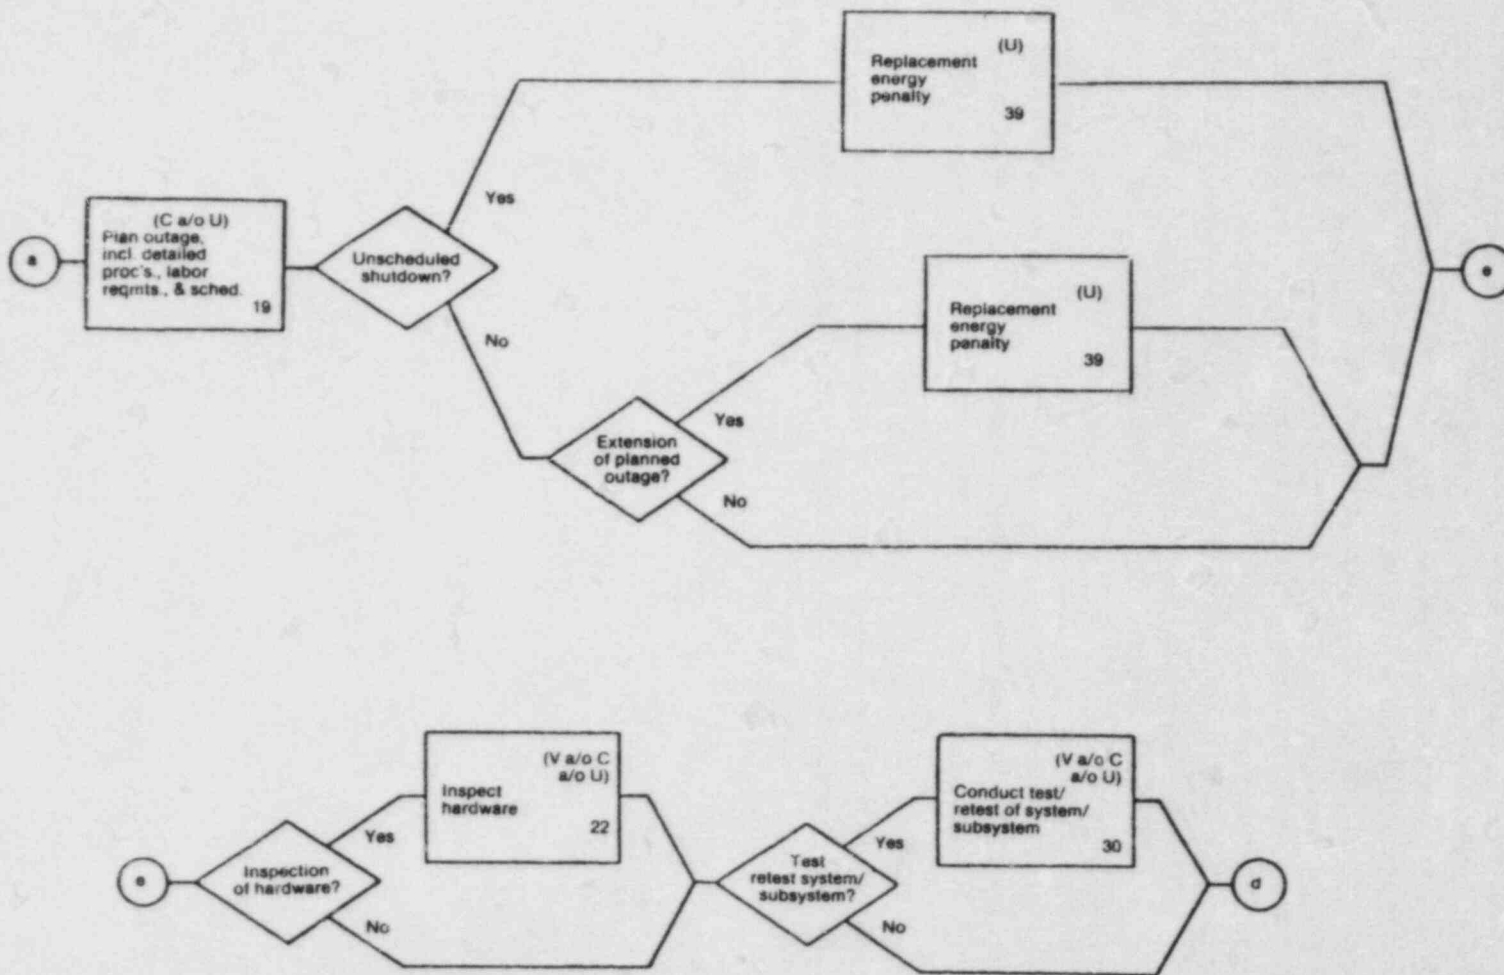 a
(C a/o U)
Plan outage,
incl. detailed
proc's., labor
reqmts., & sched.
19
Unscheduled
shutdown?
Yes
No
(U)
Replacement
energy
penalty
39
Extension
of planned
outage?
Yes
No
(U)
Replacement
energy
penalty
39
e
e
Inspection
of hardware?
Yes
No
(V a/o C
a/o U)
Inspect
hardware
22
Test
retest system/
subsystem?
Yes
No
(V a/o C
a/o U)
Conduct test/
retest of system/
subsystem
30
d